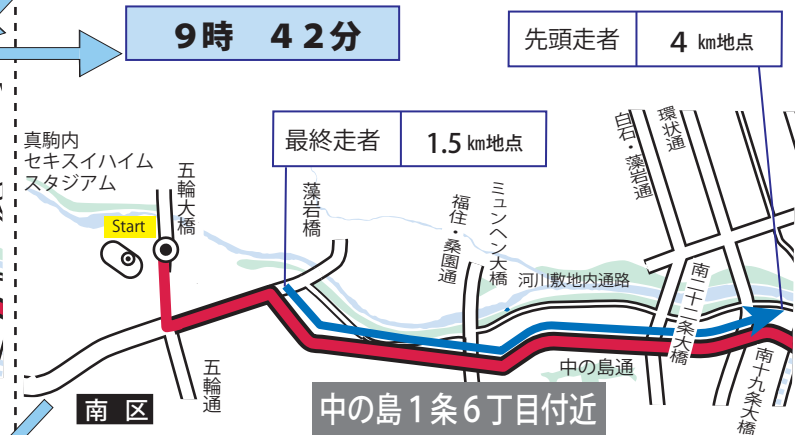 9時 42分
先頭走者 4 km地点
最終走者 1.5 km地点
真駒内
セキスイハイム
スタジアム
Start
五輪大橋
藻岩橋
福住・桑園通
ミュンヘン大橋
河川敷地内通路
白石・藻岩通
環状通
南二十二条大橋
中の島通
南十九条大橋
五輪通
南 区
中の島1条6丁目付近